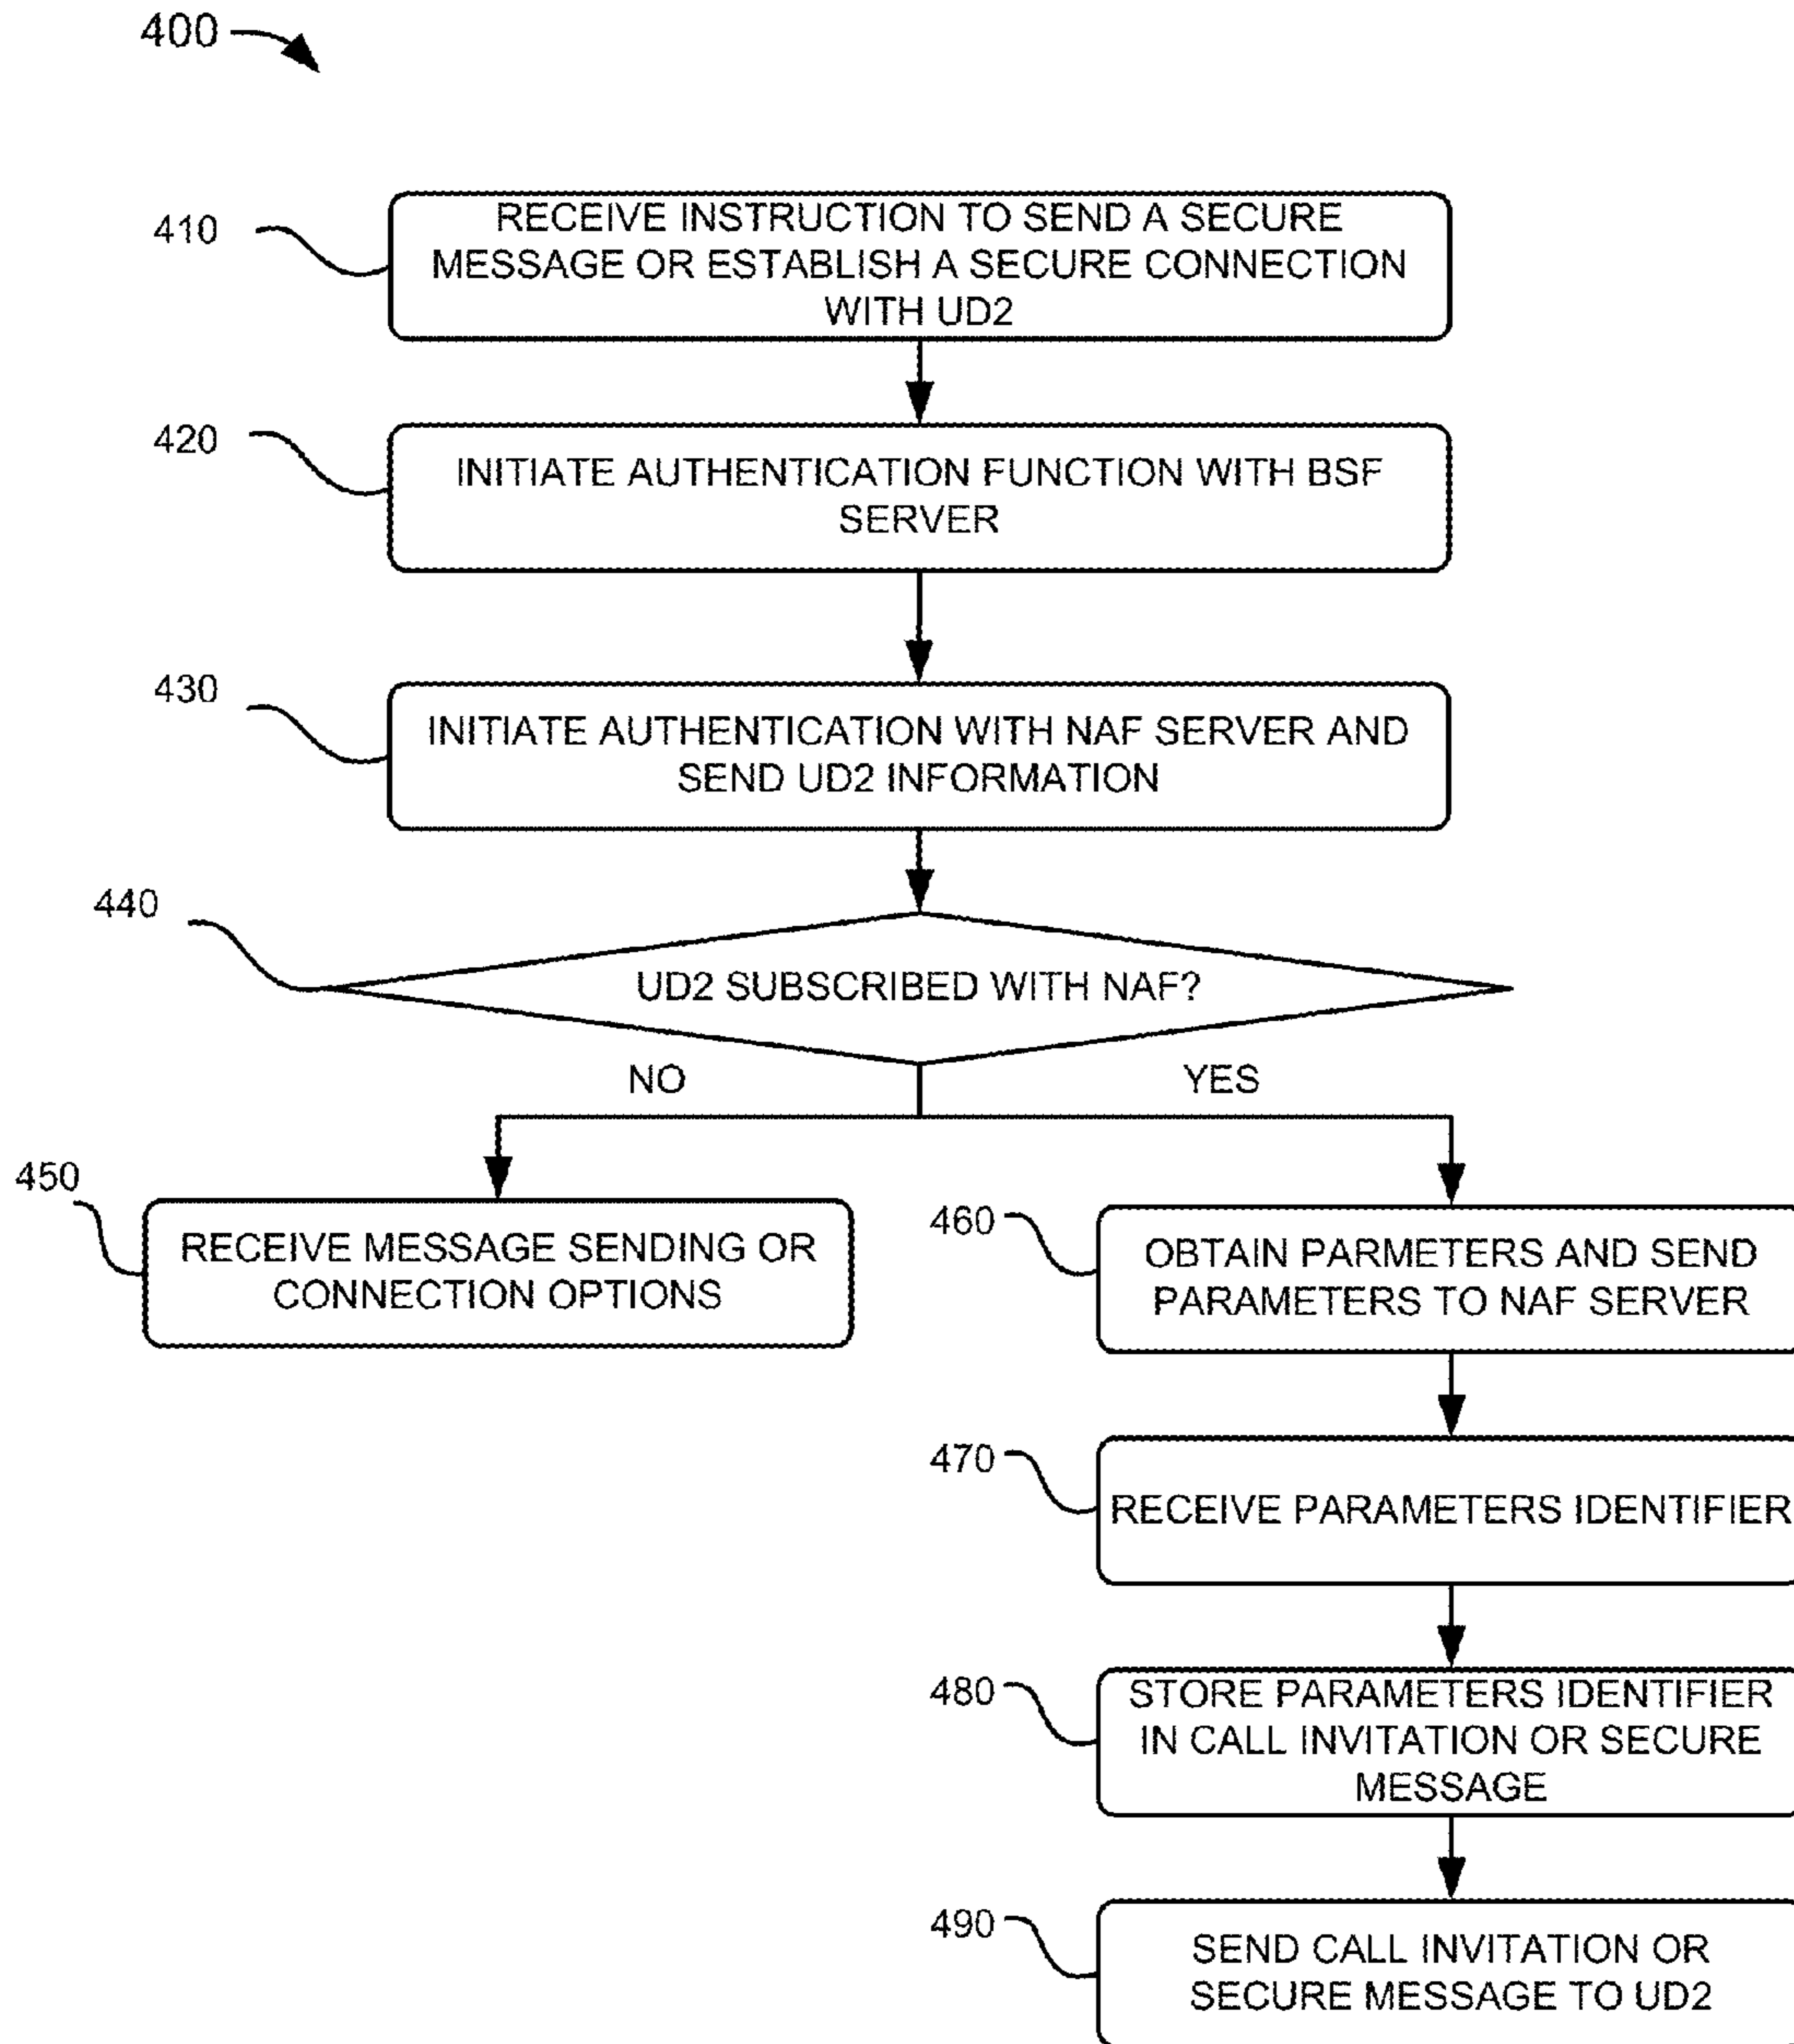 400
410
RECEIVE INSTRUCTION TO SEND A SECURE
MESSAGE OR ESTABLISH A SECURE CONNECTION
WITH UD2
420
INITIATE AUTHENTICATION FUNCTION WITH BSF
SERVER
430
INITIATE AUTHENTICATION WITH NAF SERVER AND
SEND UD2 INFORMATION
440
UD2 SUBSCRIBED WITH NAF?
NO
YES
450
RECEIVE MESSAGE SENDING OR
CONNECTION OPTIONS
460
OBTAIN PARMETERS AND SEND
PARAMETERS TO NAF SERVER
470
RECEIVE PARAMETERS IDENTIFIER
480
STORE PARAMETERS IDENTIFIER
IN CALL INVITATION OR SECURE
MESSAGE
490
SEND CALL INVITATION OR
SECURE MESSAGE TO UD2